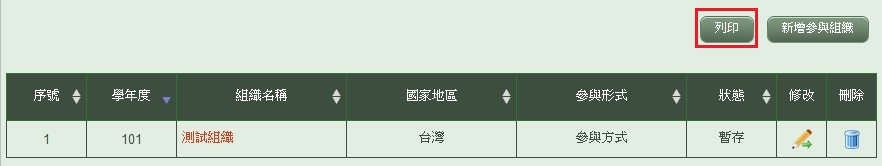 列印 新增參與組織
序號 學年度 組織名稱 國家地區 參與形式 狀態 修改 刪除
1 101 測試組織 台灣 參與方式 暫存